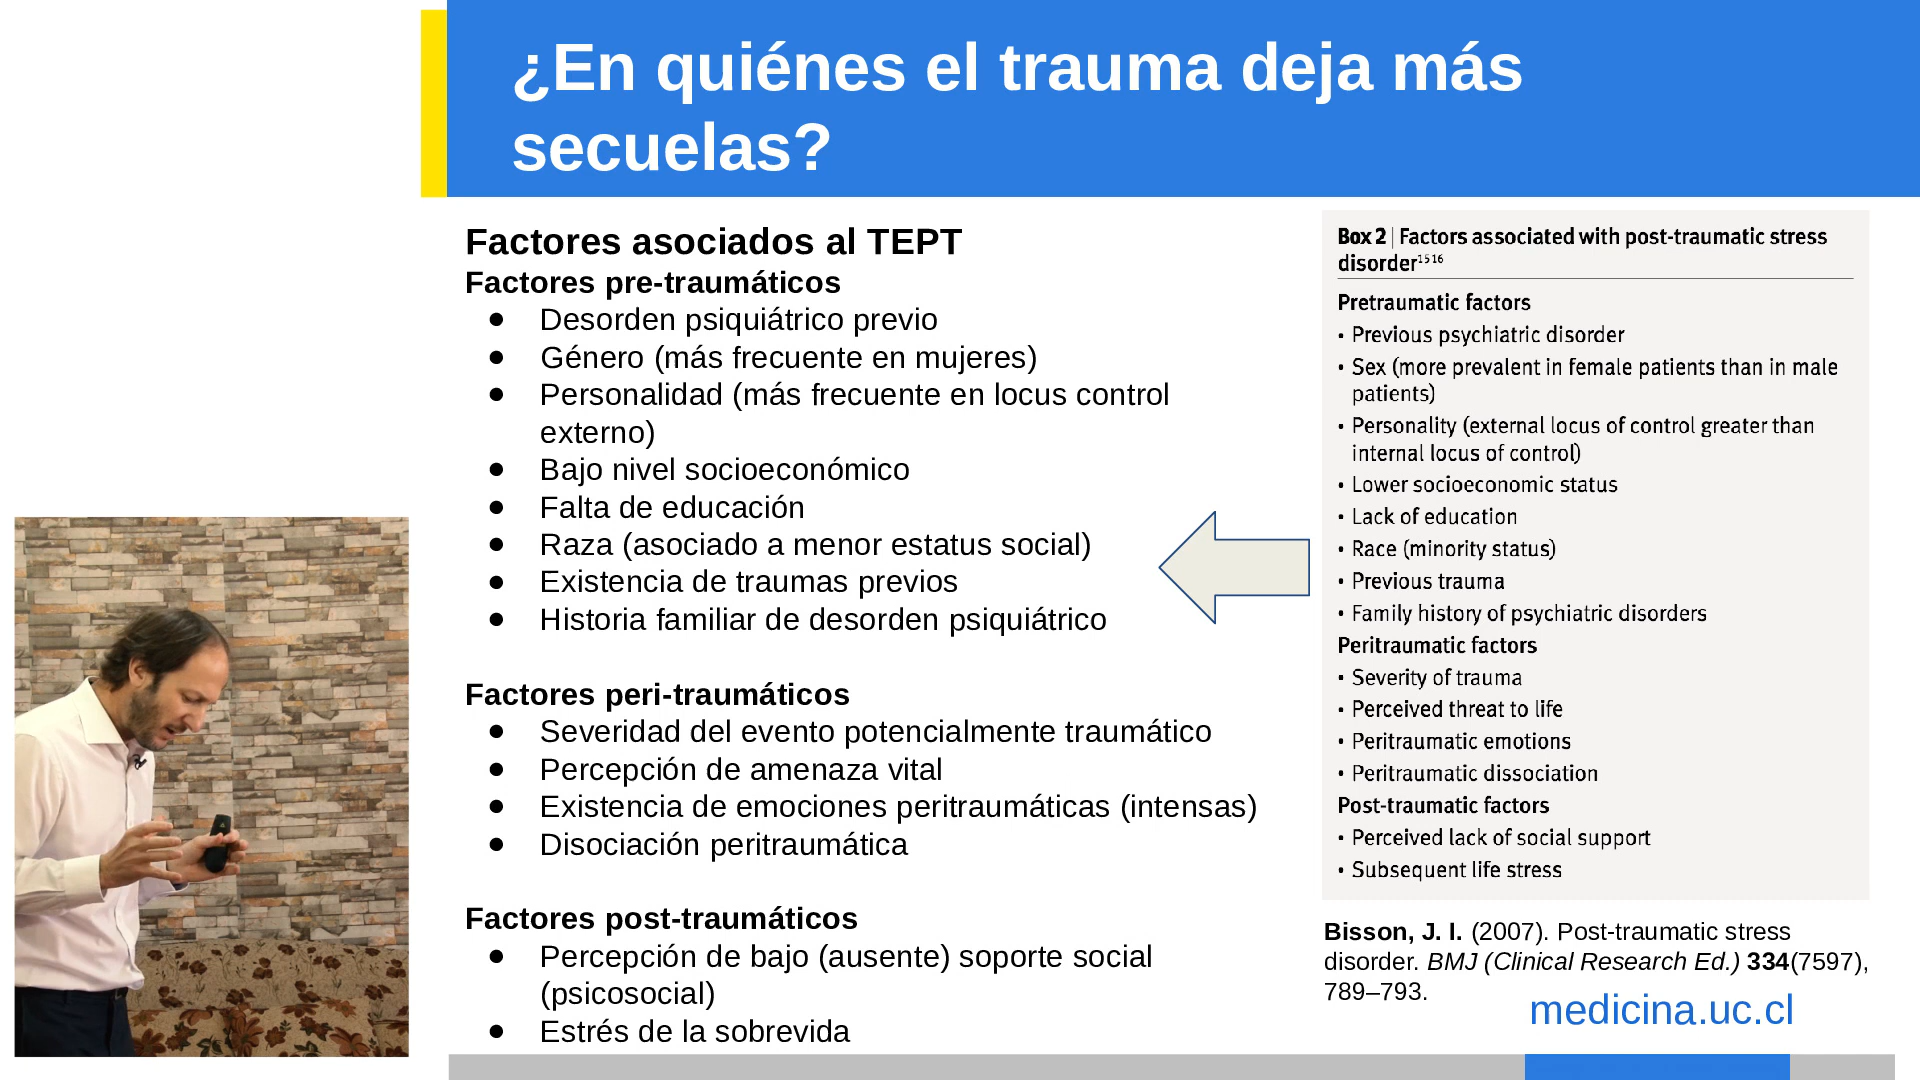 ¿En quiénes el trauma deja más
secuelas?
Factores asociados al TEPT
Factores pre-traumáticos
● Desorden psiquiátrico previo
● Género (más frecuente en mujeres)
● Personalidad (más frecuente en locus control
externo)
● Bajo nivel socioeconómico
● Falta de educación
● Raza (asociado a menor estatus social)
● Existencia de traumas previos
● Historia familiar de desorden psiquiátrico
Factores peri-traumáticos
● Severidad del evento potencialmente traumático
● Percepción de amenaza vital
● Existencia de emociones peritraumáticas (intensas)
● Disociación peritraumática
Factores post-traumáticos
● Percepción de bajo (ausente) soporte social
(psicosocial)
● Estrés de la sobrevida
Box 2 | Factors associated with post-traumatic stress
disorder15 16
Pretraumatic factors
• Previous psychiatric disorder
• Sex (more prevalent in female patients than in male
patients)
• Personality (external locus of control greater than
internal locus of control)
• Lower socioeconomic status
• Lack of education
• Race (minority status)
• Previous trauma
• Family history of psychiatric disorders
Peritraumatic factors
• Severity of trauma
• Perceived threat to life
• Peritraumatic emotions
• Peritraumatic dissociation
Post-traumatic factors
• Perceived lack of social support
• Subsequent life stress
Bisson, J. I. (2007). Post-traumatic stress
disorder. BMJ (Clinical Research Ed.) 334(7597),
789–793.
medicina.uc.cl